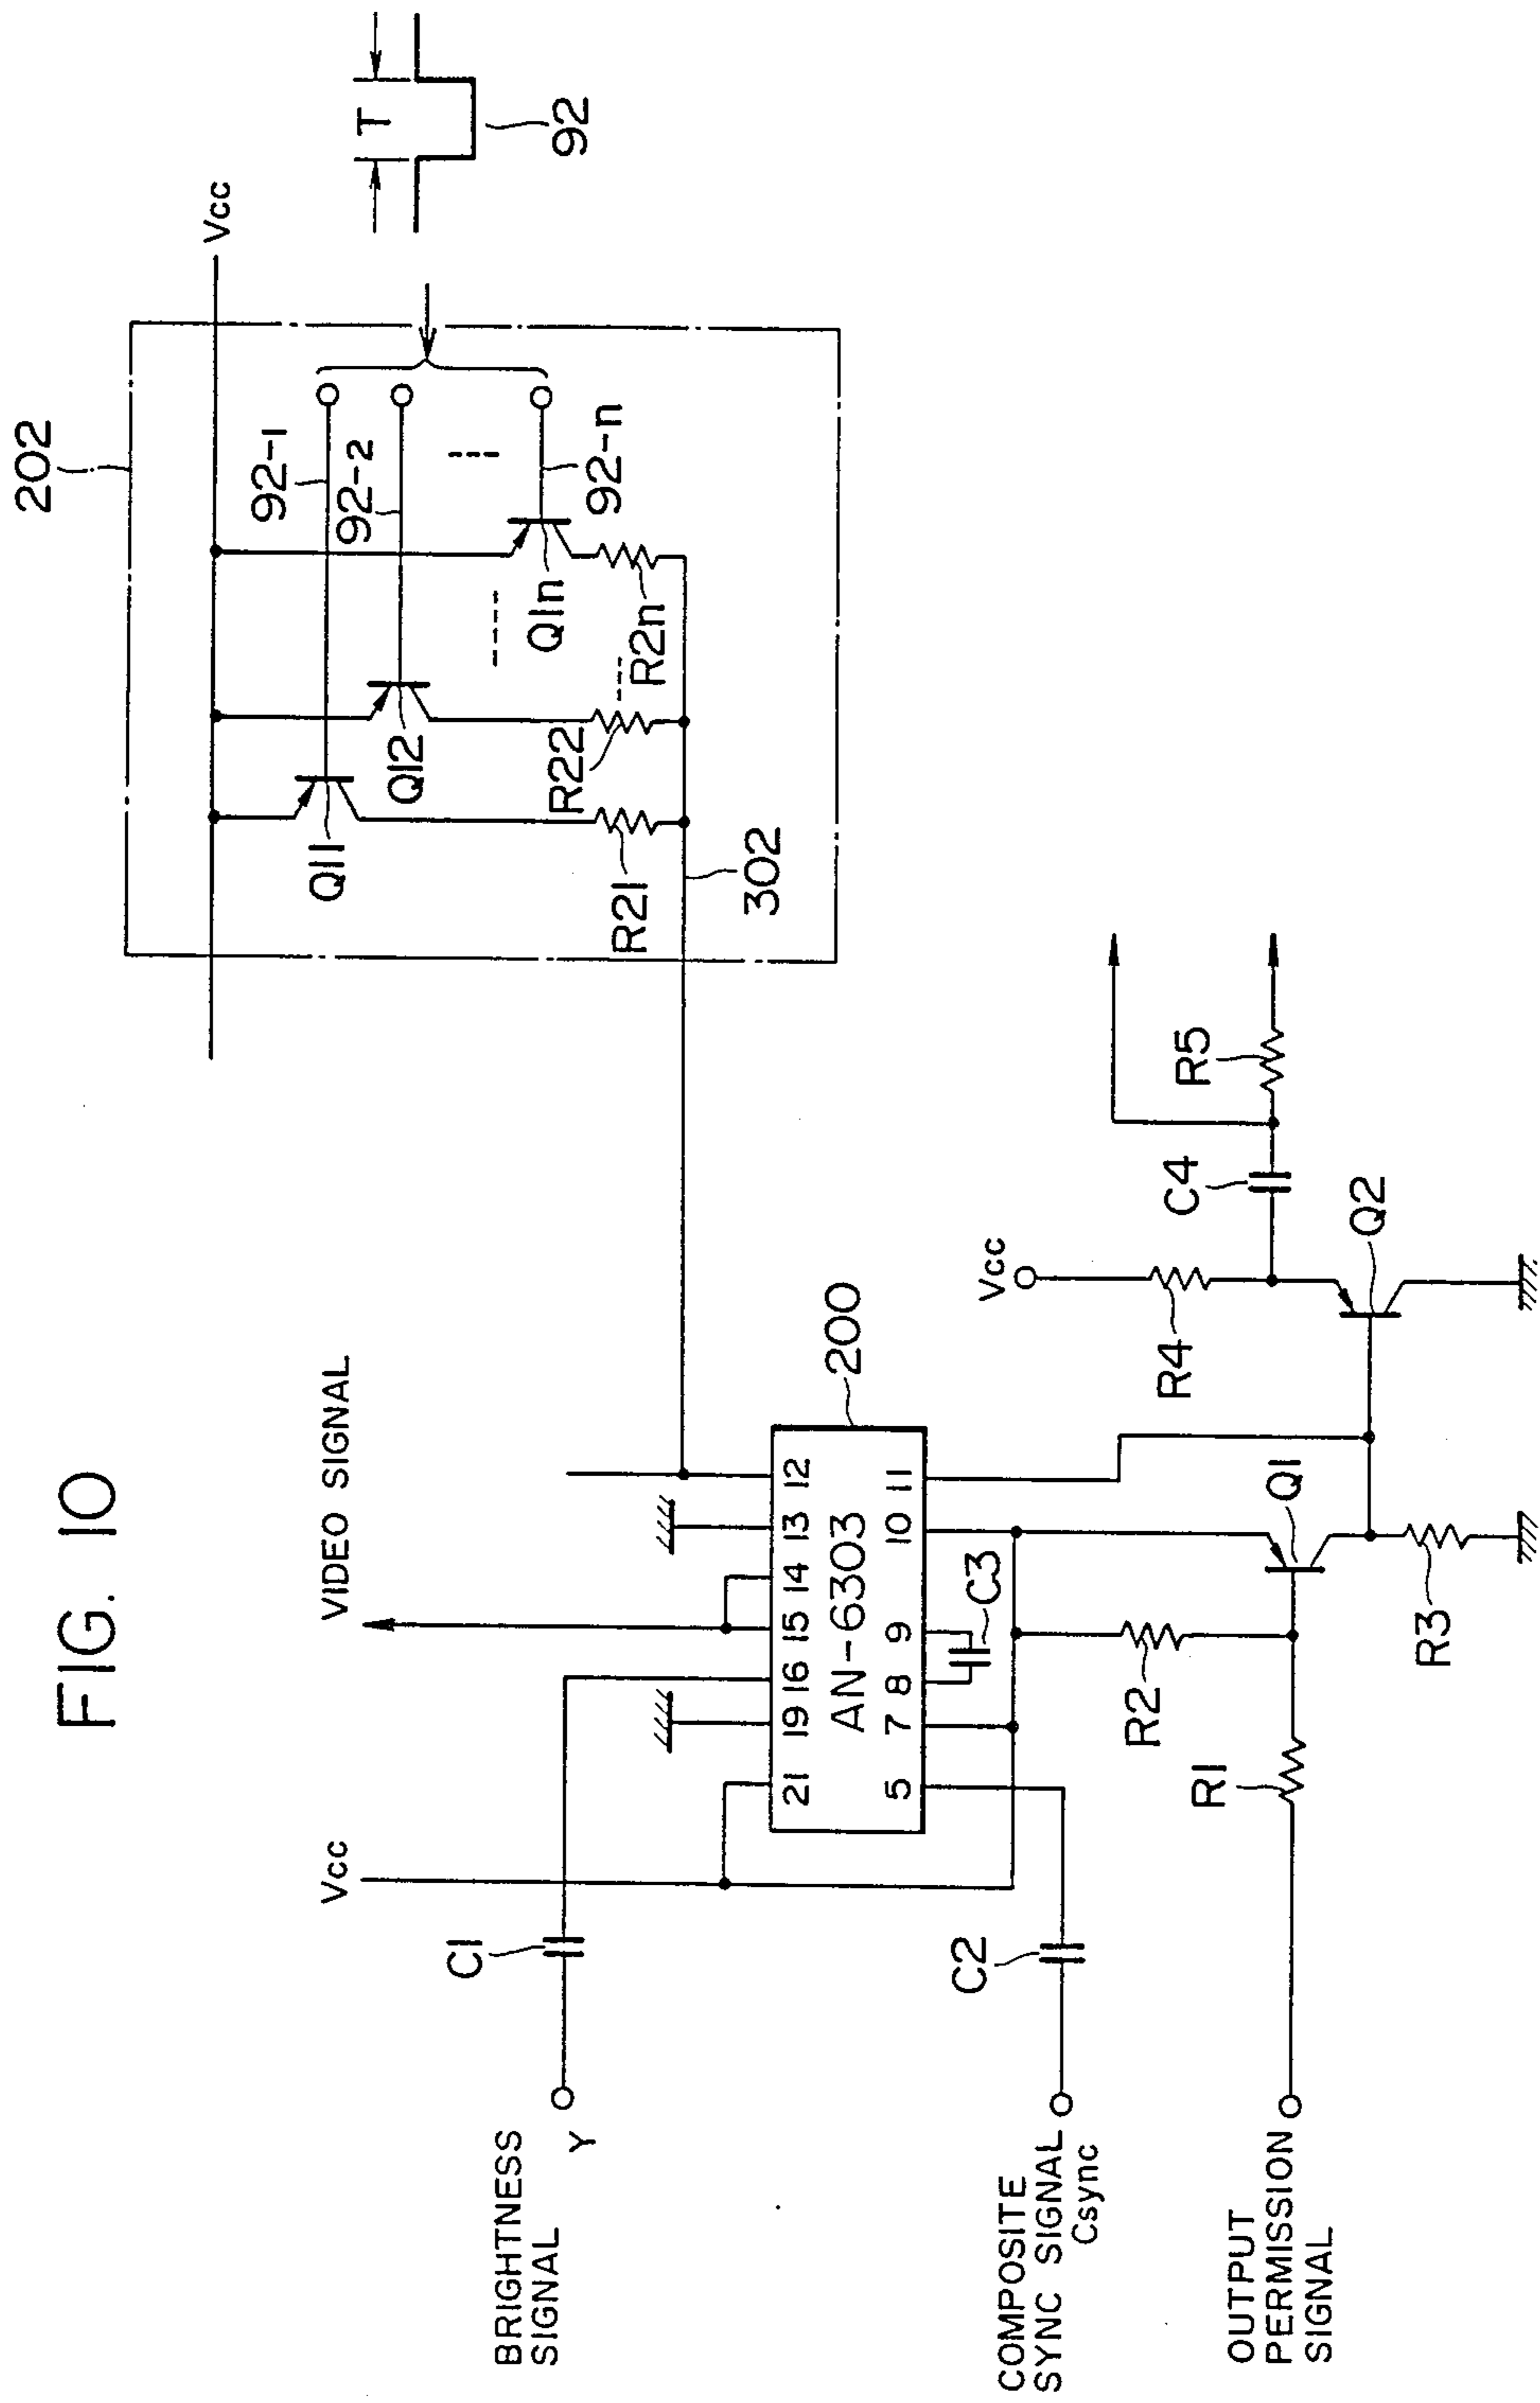 FIG. 10
BRIGHTNESS
SIGNAL
Y
C1
Vcc
VIDEO SIGNAL
21 19 16 15 14 13 12
AN-6303
5 7 8 9 10 11
200
C3
COMPOSITE
SYNC SIGNAL
Csync
C2
OUTPUT
PERMISSION
SIGNAL
R1
R2
Q1
R3
Vcc
R4
Q2
C4
R5
202
Vcc
92-1
92-2
92-n
Q11
Q12
Q1n
R21
R22
R2n
302
T
92